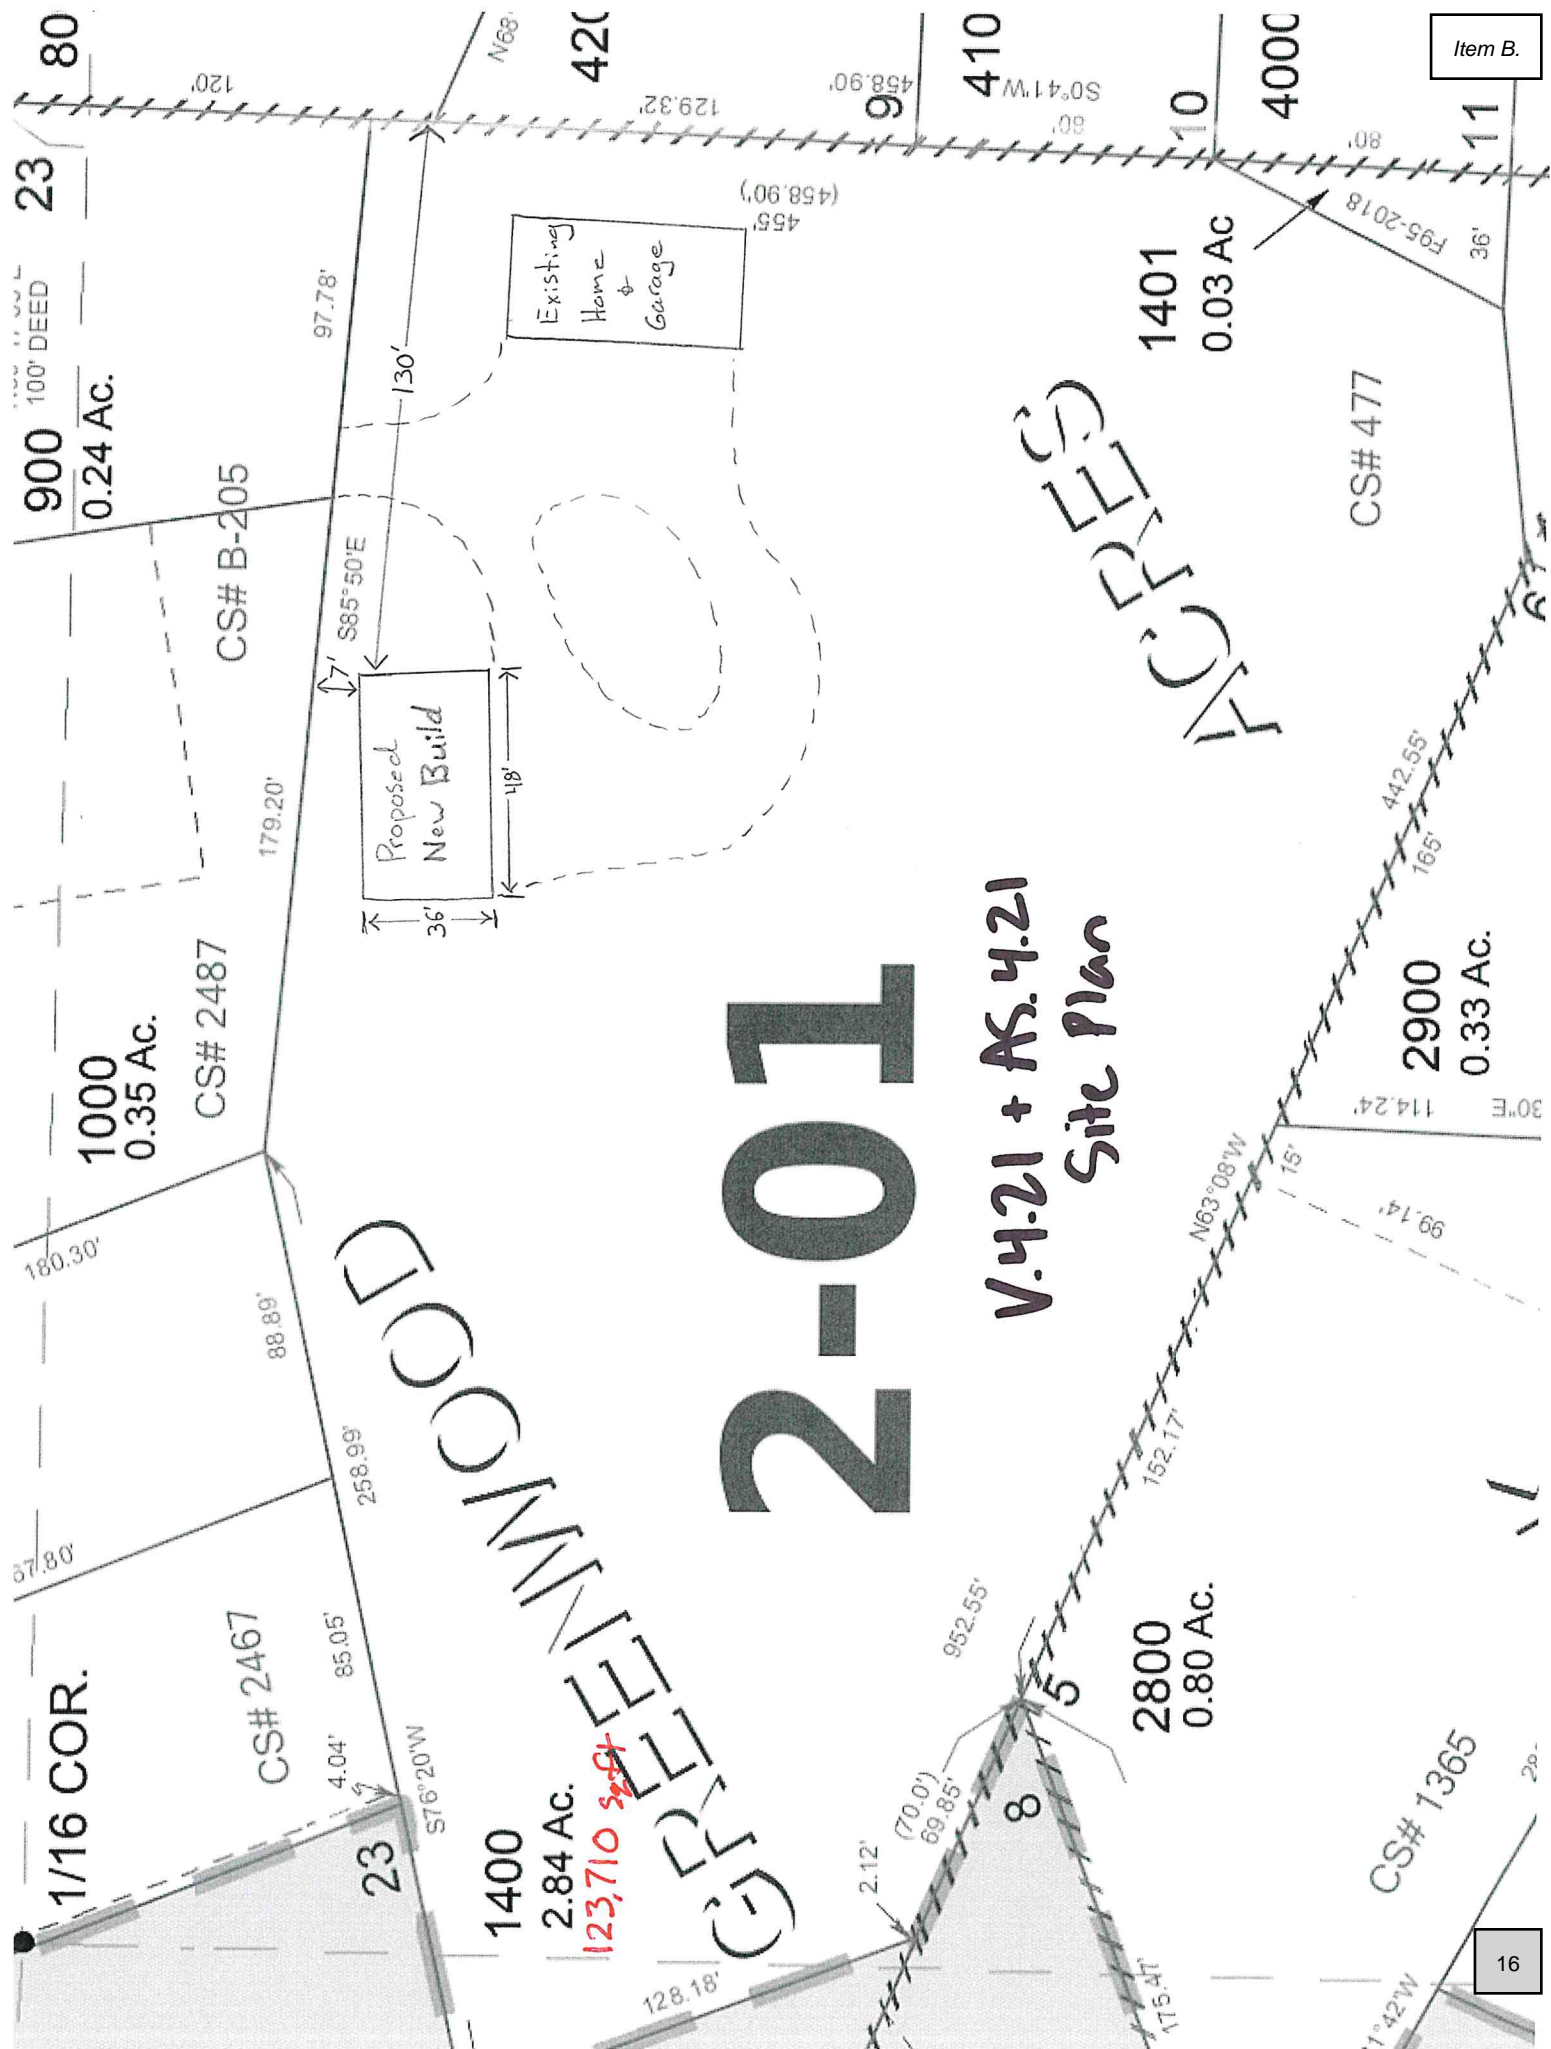 Item B.
80
120'
N68°
420
129.32'
458.90'
9
410
S0°41'W
80'
10
4000
80'
11
23
100' DEED
900
0.24 Ac.
97.78'
130'
Existing
Home
&
Garage
455'
(458.90')
1401
0.03 Ac
F95-2018
36'
CS# B-205
S85°50'E
7'
179.20'
Proposed
New Build
48'
36'
ACRES
CS# 477
6
442.55'
165'
1000
0.35 Ac.
CS# 2487
2-01
V.4.21 + AS.4.21
Site Plan
2900
0.33 Ac.
114.24'
30"E
N63°08'W
15'
99.14'
180.30'
88.89'
258.99'
GREENWOOD
152.17'
67.80'
CS# 2467
85.05'
1/16 COR.
4.04'
S76°20'W
23
1400
2.84 Ac.
123,710 sqft
952.55'
5
2800
0.80 Ac.
(70.0')
69.85'
8
2.12'
128.18'
175.47'
CS# 1365
1°42'W
16